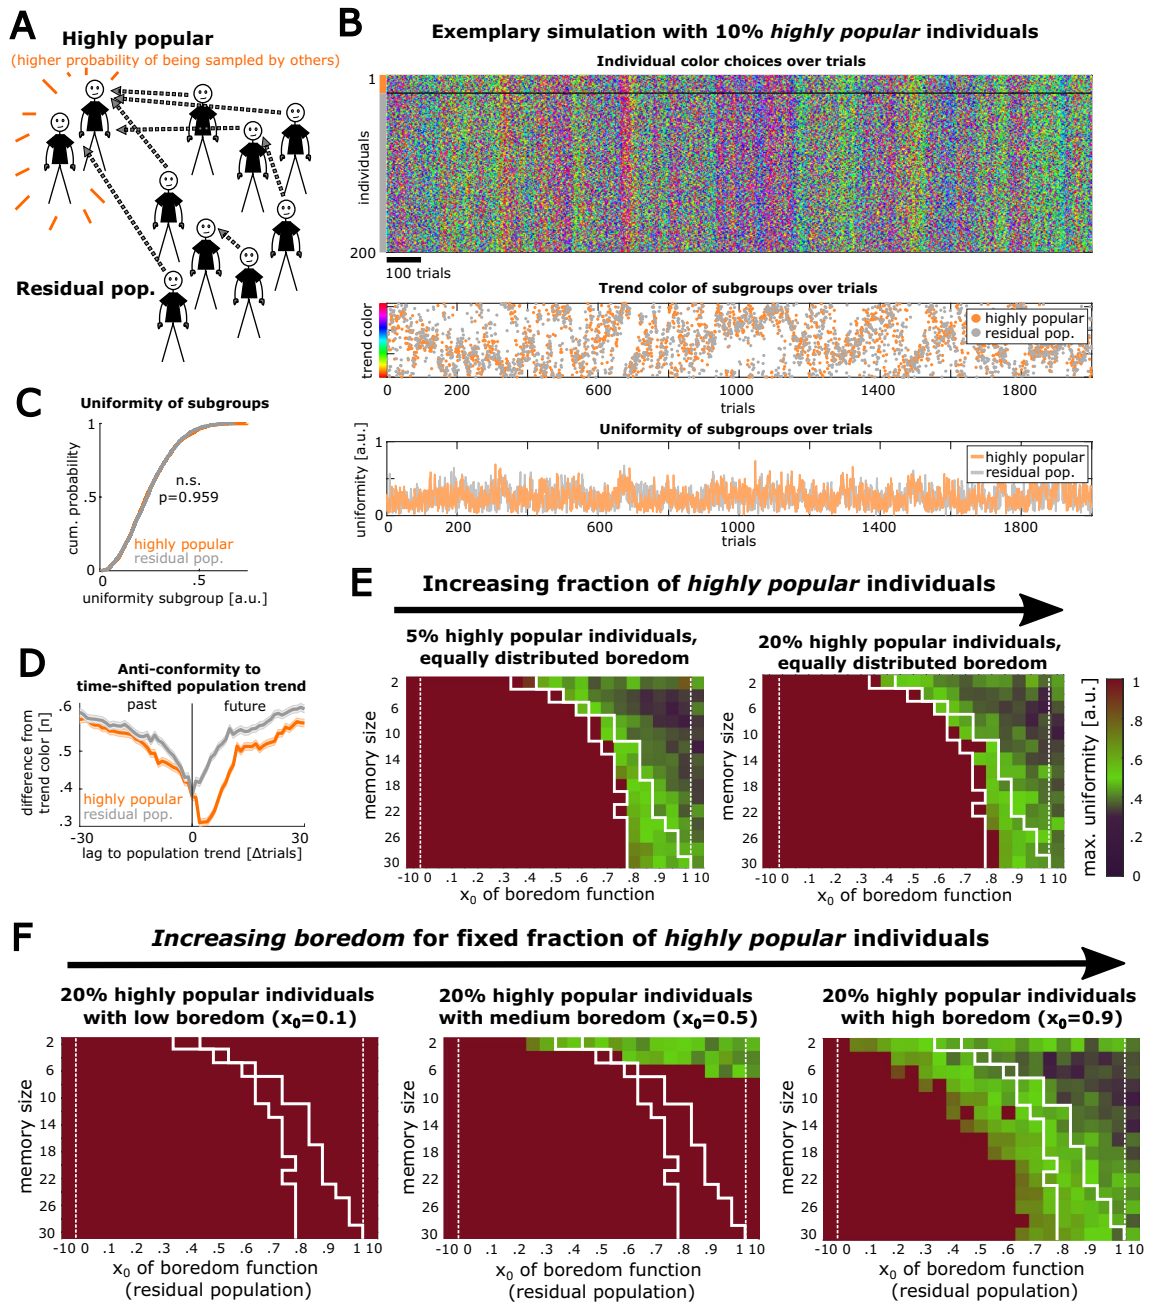 A
Highly popular
(higher probability of being sampled by others)
Residual pop.
B
Exemplary simulation with 10% highly popular individuals
Individual color choices over trials
1
individuals
200
100 trials
Trend color of subgroups over trials
trend color
highly popular
residual pop.
0 200 600 1000 1400 1800
trials
Uniformity of subgroups over trials
uniformity [a.u.]
1
0
highly popular
residual pop.
0 200 600 1000 1400 1800
trials
C
Uniformity of subgroups
cum. probability
1
.5
0
n.s.
p=0.959
highly popular
residual pop.
.5
uniformity subgroup [a.u.]
D
Anti-conformity to
time-shifted population trend
past future
difference from
trend color [π]
.6
.5
.4
.3
highly popular
residual pop.
-30 0 30
lag to population trend [Δtrials]
E
Increasing fraction of highly popular individuals
5% highly popular individuals,
equally distributed boredom
memory size
2
6
10
14
18
22
26
30
-10 0 .1 .2 .3 .4 .5 .6 .7 .8 .9 1 10
x₀ of boredom function
20% highly popular individuals,
equally distributed boredom
memory size
2
6
10
14
18
22
26
30
-10 0 .1 .2 .3 .4 .5 .6 .7 .8 .9 1 10
x₀ of boredom function
max. uniformity [a.u.]
1
.8
.6
.4
.2
0
F
Increasing boredom for fixed fraction of highly popular individuals
20% highly popular individuals
with low boredom (x₀=0.1)
memory size
2
6
10
14
18
22
26
30
-10 0 .1 .2 .3 .4 .5 .6 .7 .8 .9 1 10
x₀ of boredom function
(residual population)
20% highly popular individuals
with medium boredom (x₀=0.5)
memory size
2
6
10
14
18
22
26
30
-10 0 .1 .2 .3 .4 .5 .6 .7 .8 .9 1 10
x₀ of boredom function
(residual population)
20% highly popular individuals
with high boredom (x₀=0.9)
memory size
2
6
10
14
18
22
26
30
-10 0 .1 .2 .3 .4 .5 .6 .7 .8 .9 1 10
x₀ of boredom function
(residual population)